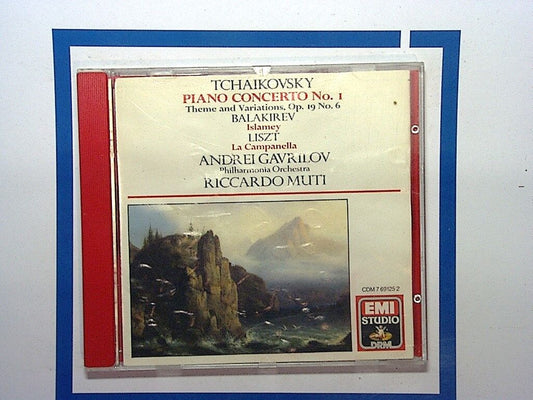 TCHAIKOVSKY
PIANO CONCERTO No. 1
Theme and Variations, Op. 19 No. 6
BALAKIREV
Islamey
LISZT
La Campanella
ANDREI GAVRILOV
Philharmonia Orchestra
RICCARDO MUTI
CDM 7 69125 2
EMI
STUDIO
DRM